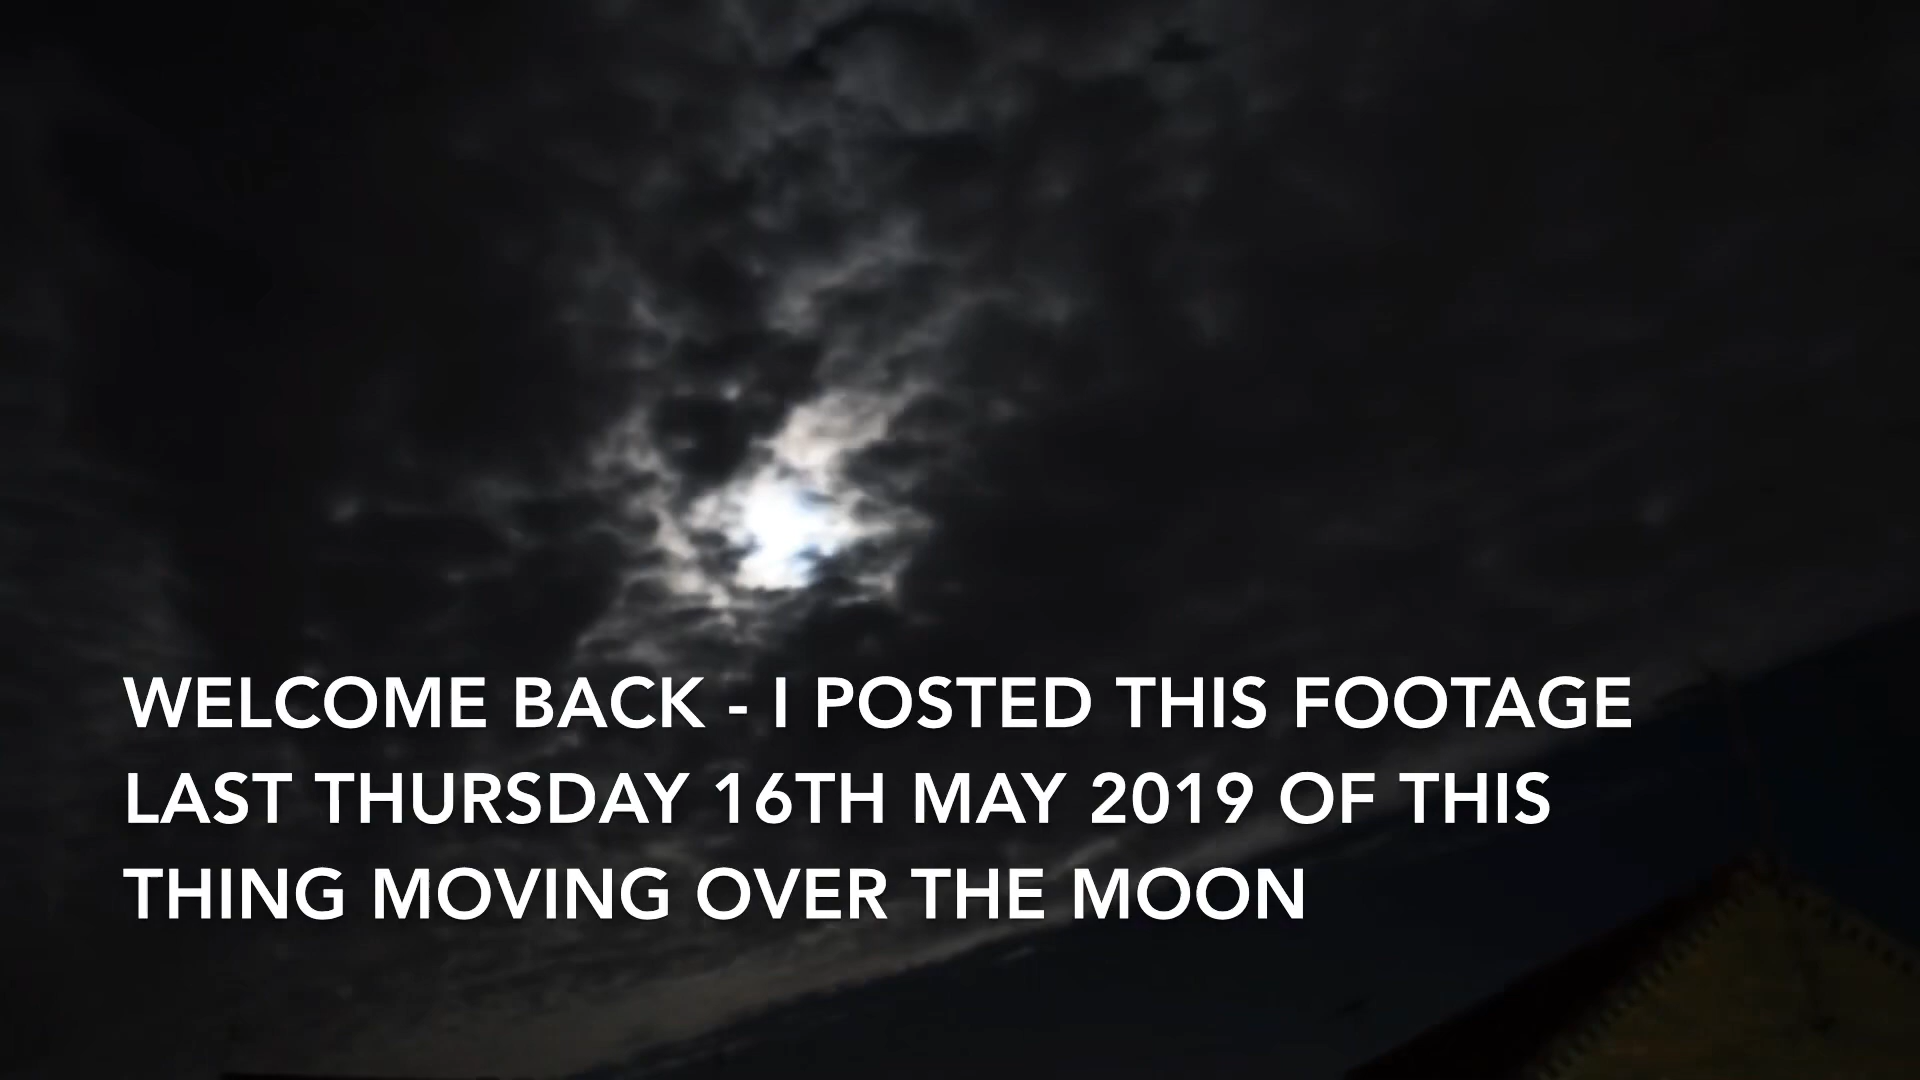 WELCOME BACK - I POSTED THIS FOOTAGE
LAST THURSDAY 16TH MAY 2019 OF THIS
THING MOVING OVER THE MOON